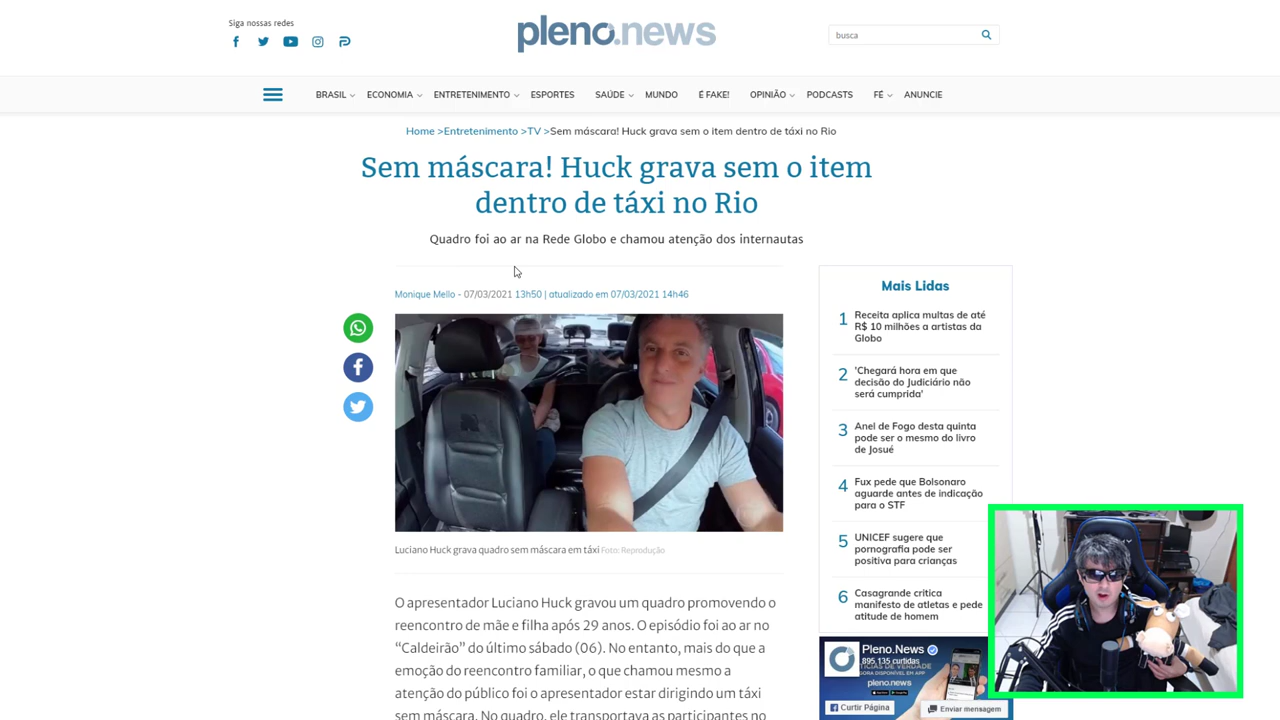 Siga nossas redes
pleno.news
busca
BRASIL
ECONOMIA
ENTRETENIMENTO
ESPORTES
SAÚDE
MUNDO
É FAKE!
OPINIÃO
PODCASTS
FÉ
ANUNCIE
Home >Entretenimento >TV >Sem máscara! Huck grava sem o item dentro de táxi no Rio
Sem máscara! Huck grava sem o item
dentro de táxi no Rio
Quadro foi ao ar na Rede Globo e chamou atenção dos internautas
Monique Mello - 07/03/2021 13h50 | atualizado em 07/03/2021 14h46
Luciano Huck grava quadro sem máscara em táxi Foto: Reprodução
O apresentador Luciano Huck gravou um quadro promovendo o
reencontro de mãe e filha após 29 anos. O episódio foi ao ar no
“Caldeirão” do último sábado (06). No entanto, mais do que a
emoção do reencontro familiar, o que chamou mesmo a
atenção do público foi o apresentador estar dirigindo um táxi
sem máscara. No quadro, ele transportava as participantes no
Mais Lidas
1 Receita aplica multas de até
R$ 10 milhões a artistas da
Globo
2 'Chegará hora em que
decisão do Judiciário não
será cumprida'
3 Anel de Fogo desta quinta
pode ser o mesmo do livro
de Josué
4 Fux pede que Bolsonaro
aguarde antes de indicação
para o STF
5 UNICEF sugere que
pornografia pode ser
positiva para crianças
6 Casagrande critica
manifesto de atletas e pede
atitude de homem
Pleno.News
895.135 curtidas
pleno.news
Curtir Página
Enviar mensagem